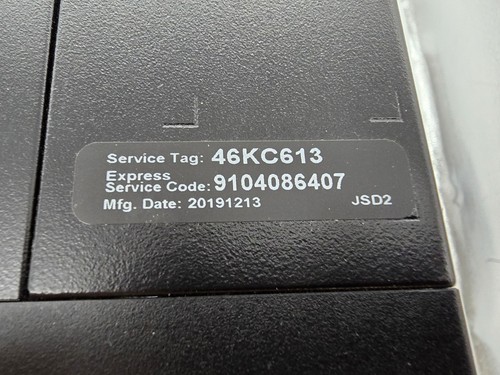 Service Tag: 46KC613
Express
Service Code: 9104086407
Mfg. Date: 20191213 JSD2